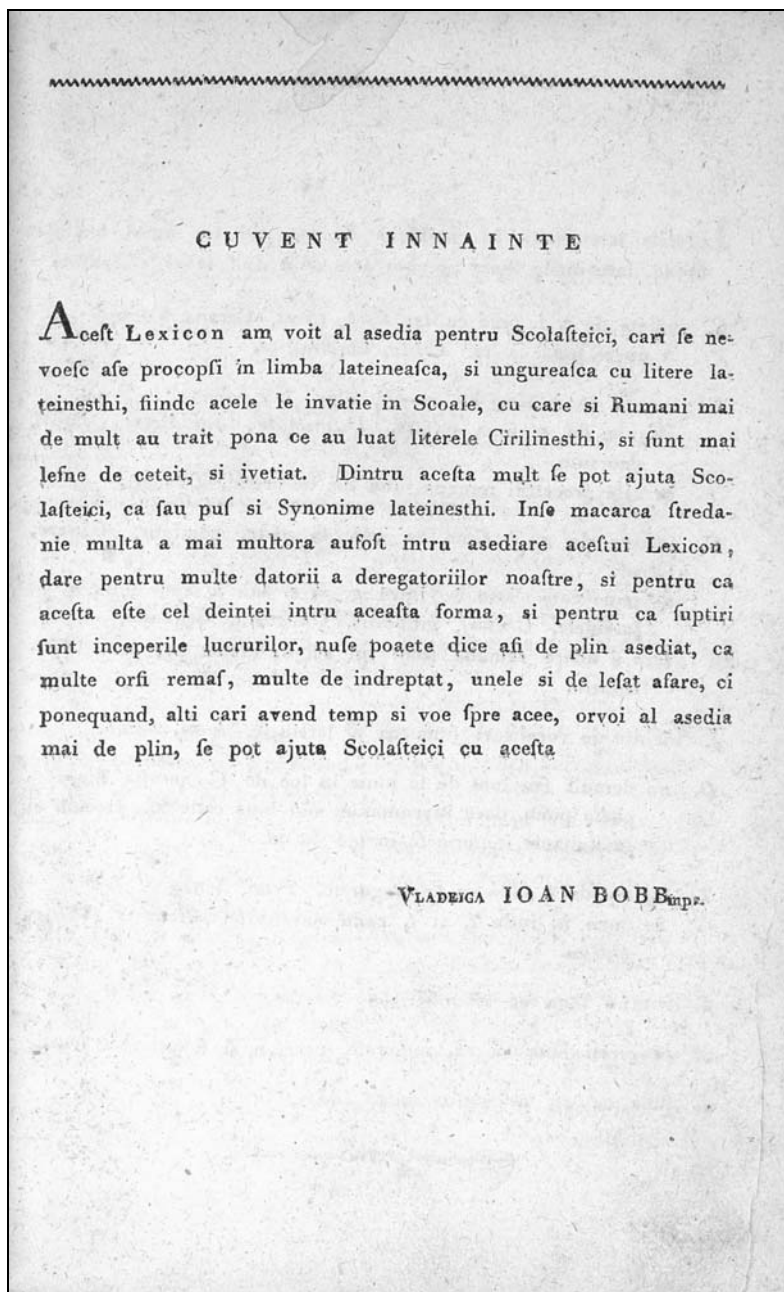 CUVENT INNAINTE
Aceſt Lexicon am voit al asedia pentru Scolaſteici, cari ſe ne-
voeſc aſe procopſi in limba lateineaſca, si ungureaſca cu litere la-
teinesthi, fiindc acele le invatie in Scoale, cu care si Rumani mai
de mult au trait pona ce au luat literele Cirilinesthi, si ſunt mai
leſne de ceteit, si ivetiat. Dintru aceſta mult ſe pot ajuta Sco-
laſteici, ca ſau puſ si Synonime lateinesthi. Inſe macarca ſtreda-
nie multa a mai multora aufoſt intru asediare aceſtui Lexicon,
dare pentru multe datorii a deregatoriilor noaſtre, si pentru ca
aceſta eſte cel deintei intru aceaſta forma, si pentru ca ſuptiri
ſunt inceperile lucrurilor, nuſe poaete dice aſi de plin asediat, ca
multe orſi remaſ, multe de indreptat, unele si de leſat afare, ci
ponequand, alti cari avend temp si voe ſpre acee, orvoi al asedia
mai de plin, ſe pot ajuta Scolaſteici cu aceſta
VLADEICA IOAN BOBB mpr.